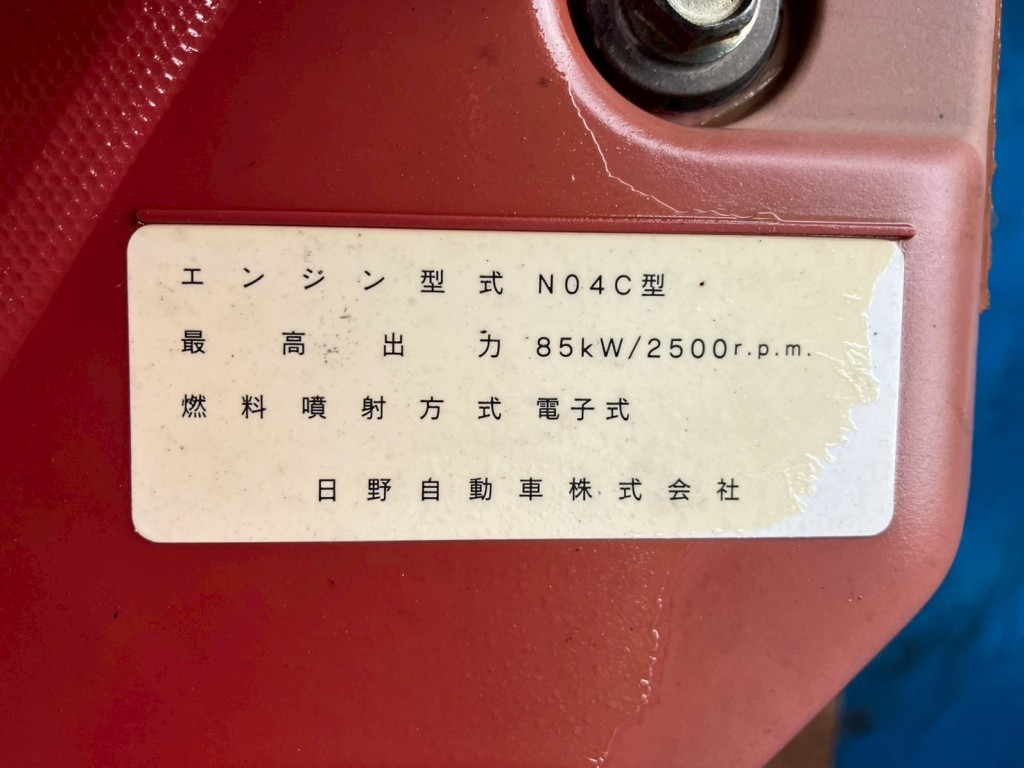 エンジン型式 N04C型
最高出力 85kW/2500r.p.m.
燃料噴射方式 電子式
日野自動車株式会社